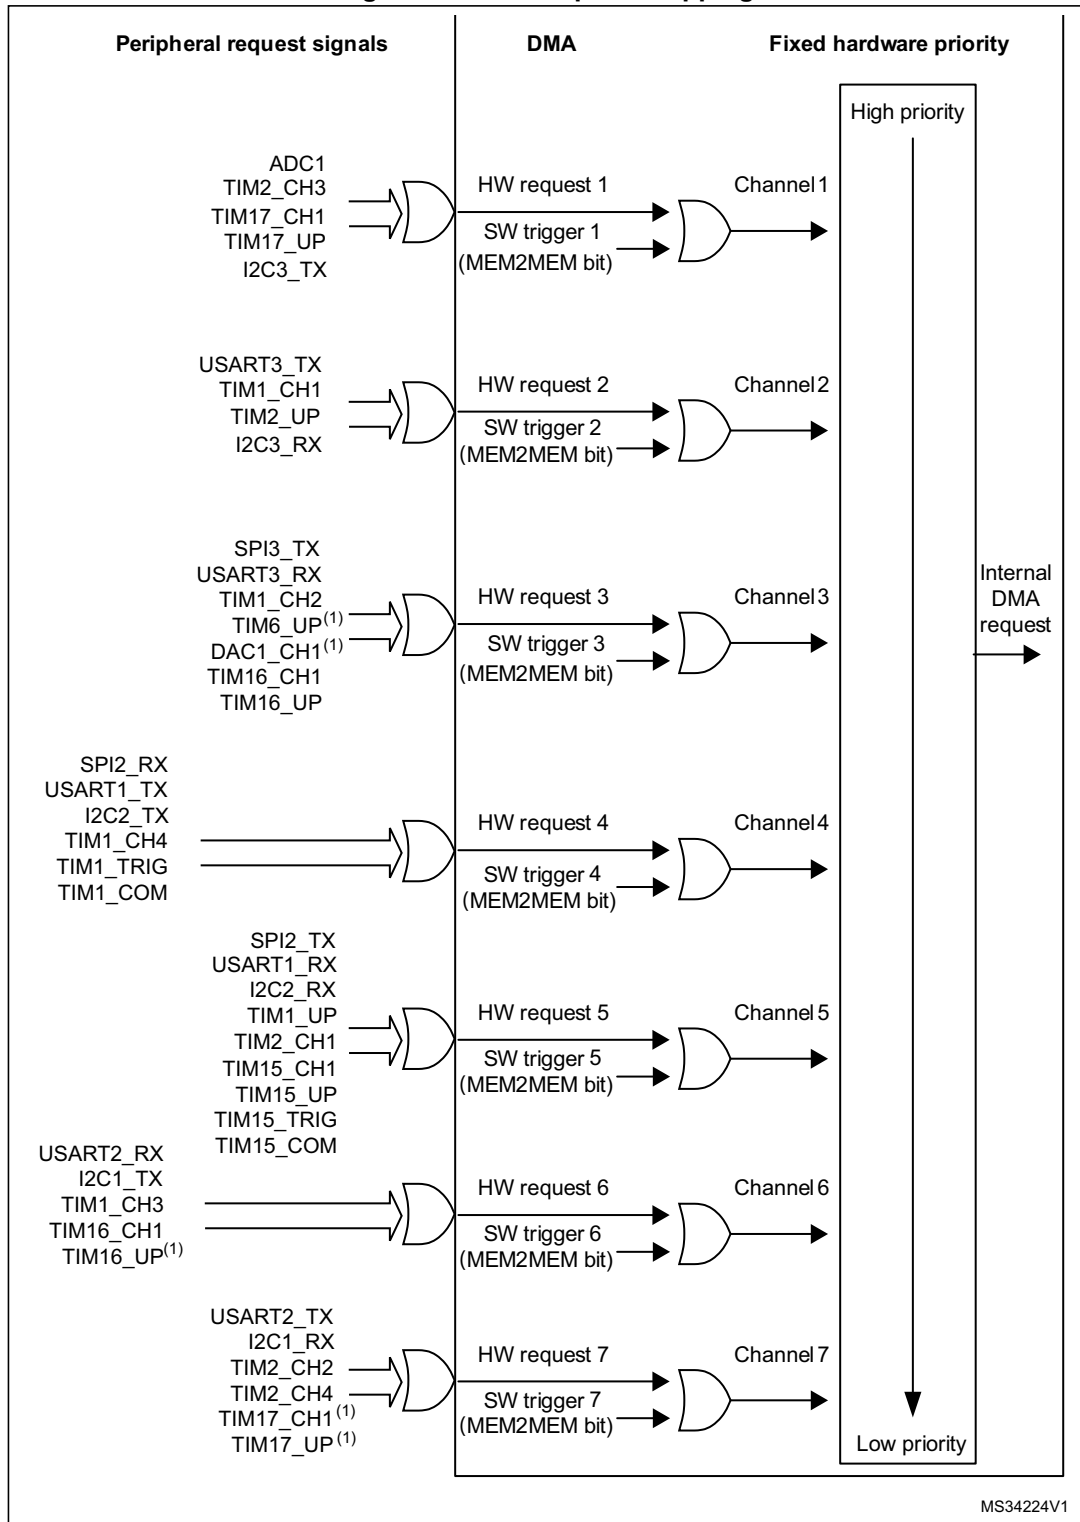 Peripheral request signals
DMA
Fixed hardware priority
High priority
ADC1
TIM2_CH3
TIM17_CH1
TIM17_UP
I2C3_TX
HW request 1
SW trigger 1
(MEM2MEM bit)
Channel 1
USART3_TX
TIM1_CH1
TIM2_UP
I2C3_RX
HW request 2
SW trigger 2
(MEM2MEM bit)
Channel 2
SPI3_TX
USART3_RX
TIM1_CH2
TIM6_UP(1)
DAC1_CH1(1)
TIM16_CH1
TIM16_UP
HW request 3
SW trigger 3
(MEM2MEM bit)
Channel 3
Internal
DMA
request
SPI2_RX
USART1_TX
I2C2_TX
TIM1_CH4
TIM1_TRIG
TIM1_COM
HW request 4
SW trigger 4
(MEM2MEM bit)
Channel 4
SPI2_TX
USART1_RX
I2C2_RX
TIM1_UP
TIM2_CH1
TIM15_CH1
TIM15_UP
TIM15_TRIG
TIM15_COM
HW request 5
SW trigger 5
(MEM2MEM bit)
Channel 5
USART2_RX
I2C1_TX
TIM1_CH3
TIM16_CH1
TIM16_UP(1)
HW request 6
SW trigger 6
(MEM2MEM bit)
Channel 6
USART2_TX
I2C1_RX
TIM2_CH2
TIM2_CH4
TIM17_CH1(1)
TIM17_UP(1)
HW request 7
SW trigger 7
(MEM2MEM bit)
Channel 7
Low priority
MS34224V1